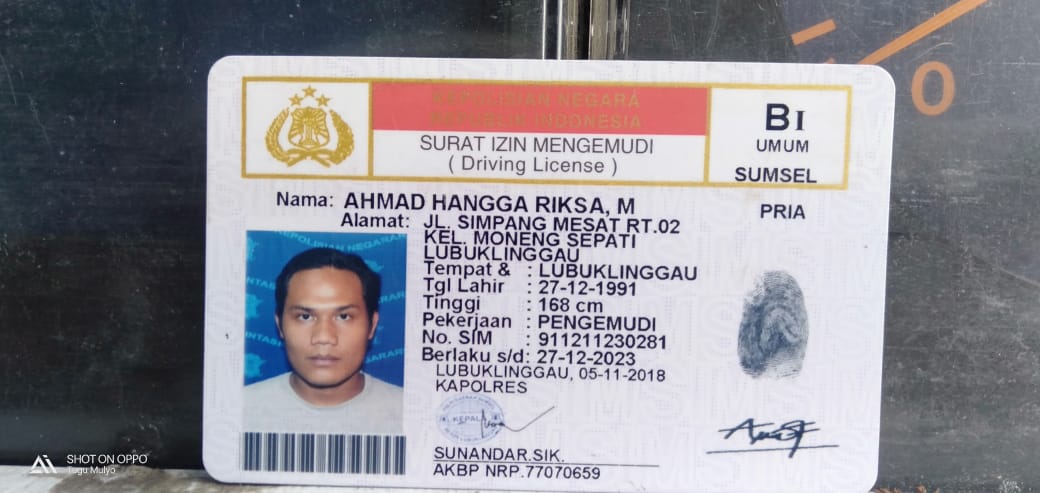 KEPOLISIAN NEGARA
REPUBLIK INDONESIA
SURAT IZIN MENGEMUDI
( Driving License )
BI
UMUM
SUMSEL
Nama: AHMAD HANGGA RIKSA, M
PRIA
Alamat: JL. SIMPANG MESAT RT.02
KEL. MONENG SEPATI
LUBUKLINGGAU
Tempat & : LUBUKLINGGAU
Tgl Lahir : 27-12-1991
Tinggi : 168 cm
Pekerjaan : PENGEMUDI
No. SIM : 911211230281
Berlaku s/d: 27-12-2023
LUBUKLINGGAU, 05-11-2018
KAPOLRES
KEPALA
SUNANDAR.SIK.
AKBP NRP.77070659
SHOT ON OPPO
Tugu Mulyo